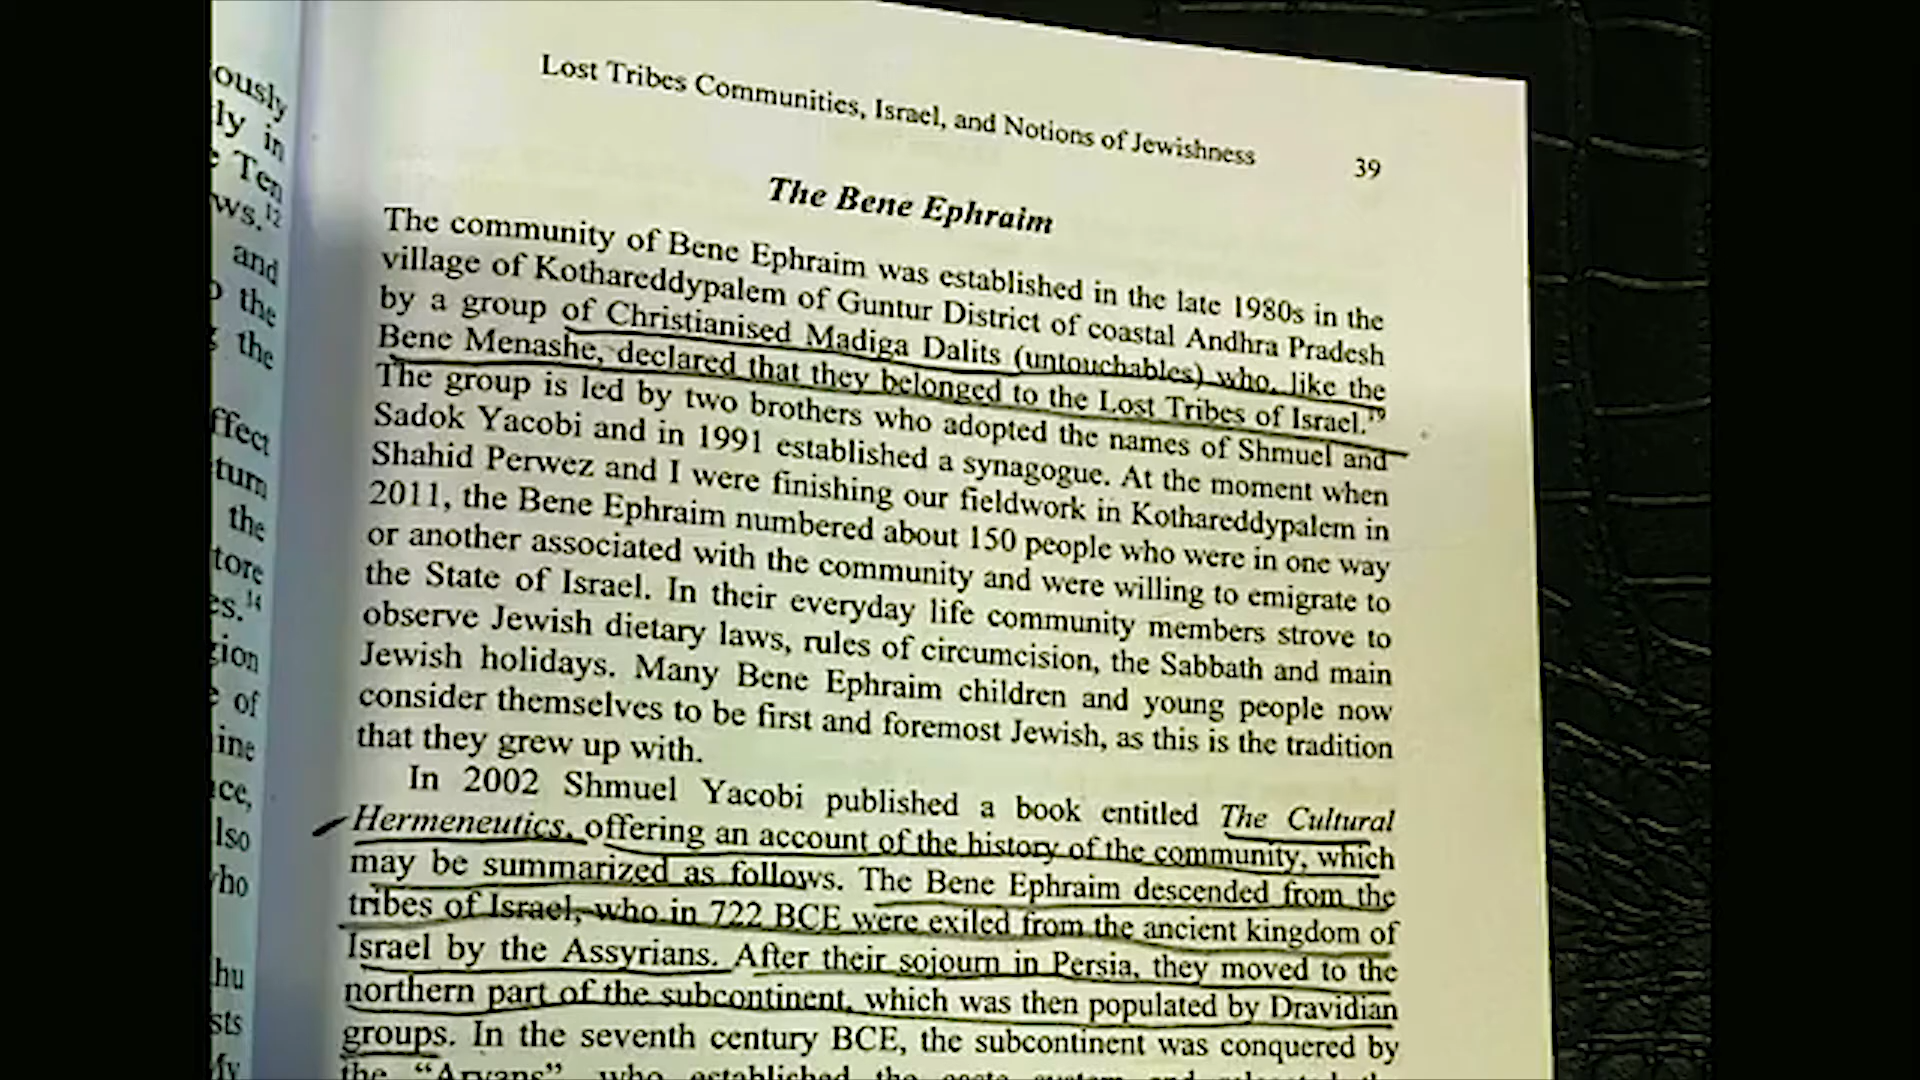 Lost Tribes Communities, Israel, and Notions of Jewishness 39
The Bene Ephraim
The community of Bene Ephraim was established in the late 1980s in the
village of Kothareddypalem of Guntur District of coastal Andhra Pradesh
by a group of Christianised Madiga Dalits (untouchables) who, like the
Bene Menashe, declared that they belonged to the Lost Tribes of Israel.19
The group is led by two brothers who adopted the names of Shmuel and
Sadok Yacobi and in 1991 established a synagogue. At the moment when
Shahid Perwez and I were finishing our fieldwork in Kothareddypalem in
2011, the Bene Ephraim numbered about 150 people who were in one way
or another associated with the community and were willing to emigrate to
the State of Israel. In their everyday life community members strove to
observe Jewish dietary laws, rules of circumcision, the Sabbath and main
Jewish holidays. Many Bene Ephraim children and young people now
consider themselves to be first and foremost Jewish, as this is the tradition
that they grew up with.
In 2002 Shmuel Yacobi published a book entitled The Cultural
Hermeneutics, offering an account of the history of the community, which
may be summarized as follows. The Bene Ephraim descended from the
tribes of Israel, who in 722 BCE were exiled from the ancient kingdom of
Israel by the Assyrians. After their sojourn in Persia, they moved to the
northern part of the subcontinent, which was then populated by Dravidian
groups. In the seventh century BCE, the subcontinent was conquered by
the "Aryans", who established the caste system and